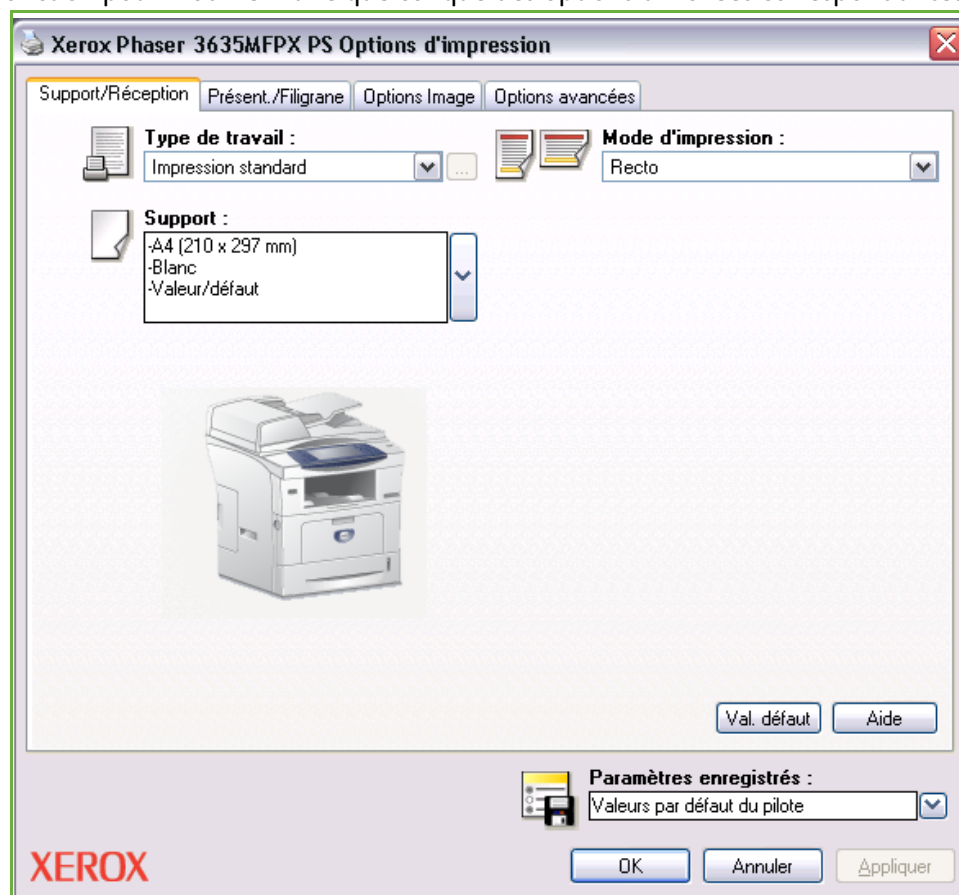 Xerox Phaser 3635MFPX PS Options d'impression
Support/Réception Présent./Filigrane Options Image Options avancées
Type de travail : Mode d'impression :
Impression standard ... Recto
Support :
-A4 (210 x 297 mm)
-Blanc
-Valeur/défaut
Val. défaut Aide
Paramètres enregistrés :
Valeurs par défaut du pilote
XEROX OK Annuler Appliquer